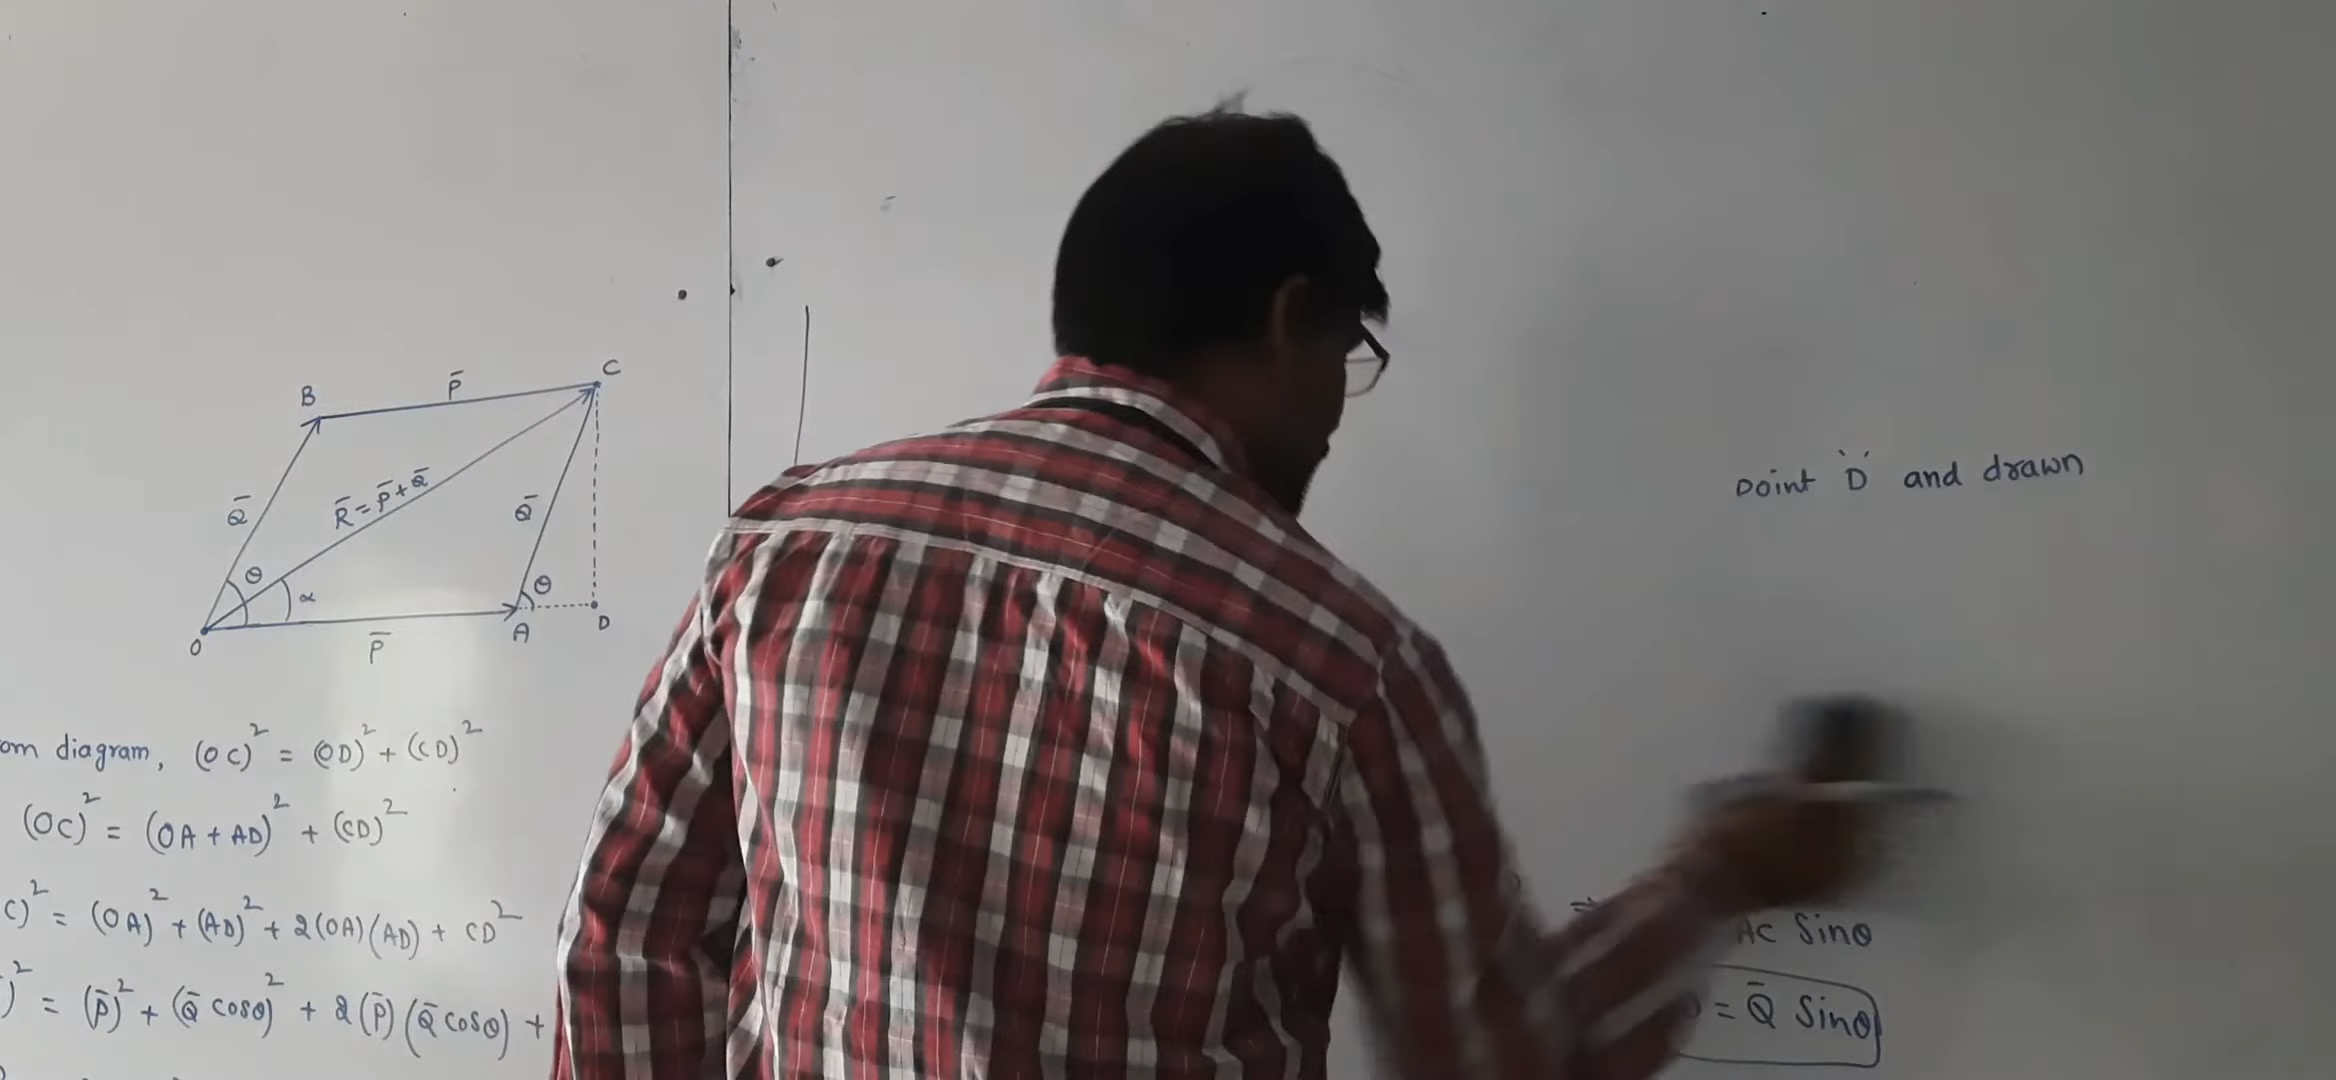 C
P̄
B
R̄ = P̄ + Q̄
Q̄
Q̄
θ
α
θ
O
P̄
A
D
om diagram, (OC)² = (OD)² + (CD)²
(OC)² = (OA + AD)² + (CD)²
C)² = (OA)² + (AD)² + 2(OA)(AD) + CD²
)² = (P̄)² + (Q̄ cosθ)² + 2(P̄)(Q̄ cosθ) +
point 'D' and drawn
AC Sinθ
= Q̄ Sinθ